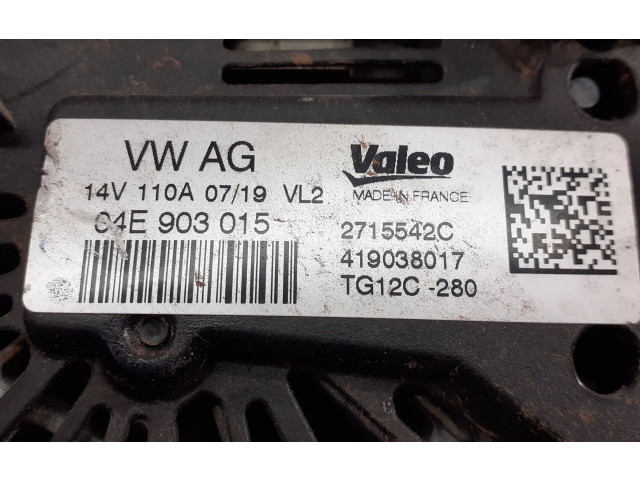 VW AG
14V 110A 07/19 VL2
04E 903 015
Valeo
MADE IN FRANCE
2715542C
419038017
TG12C -280